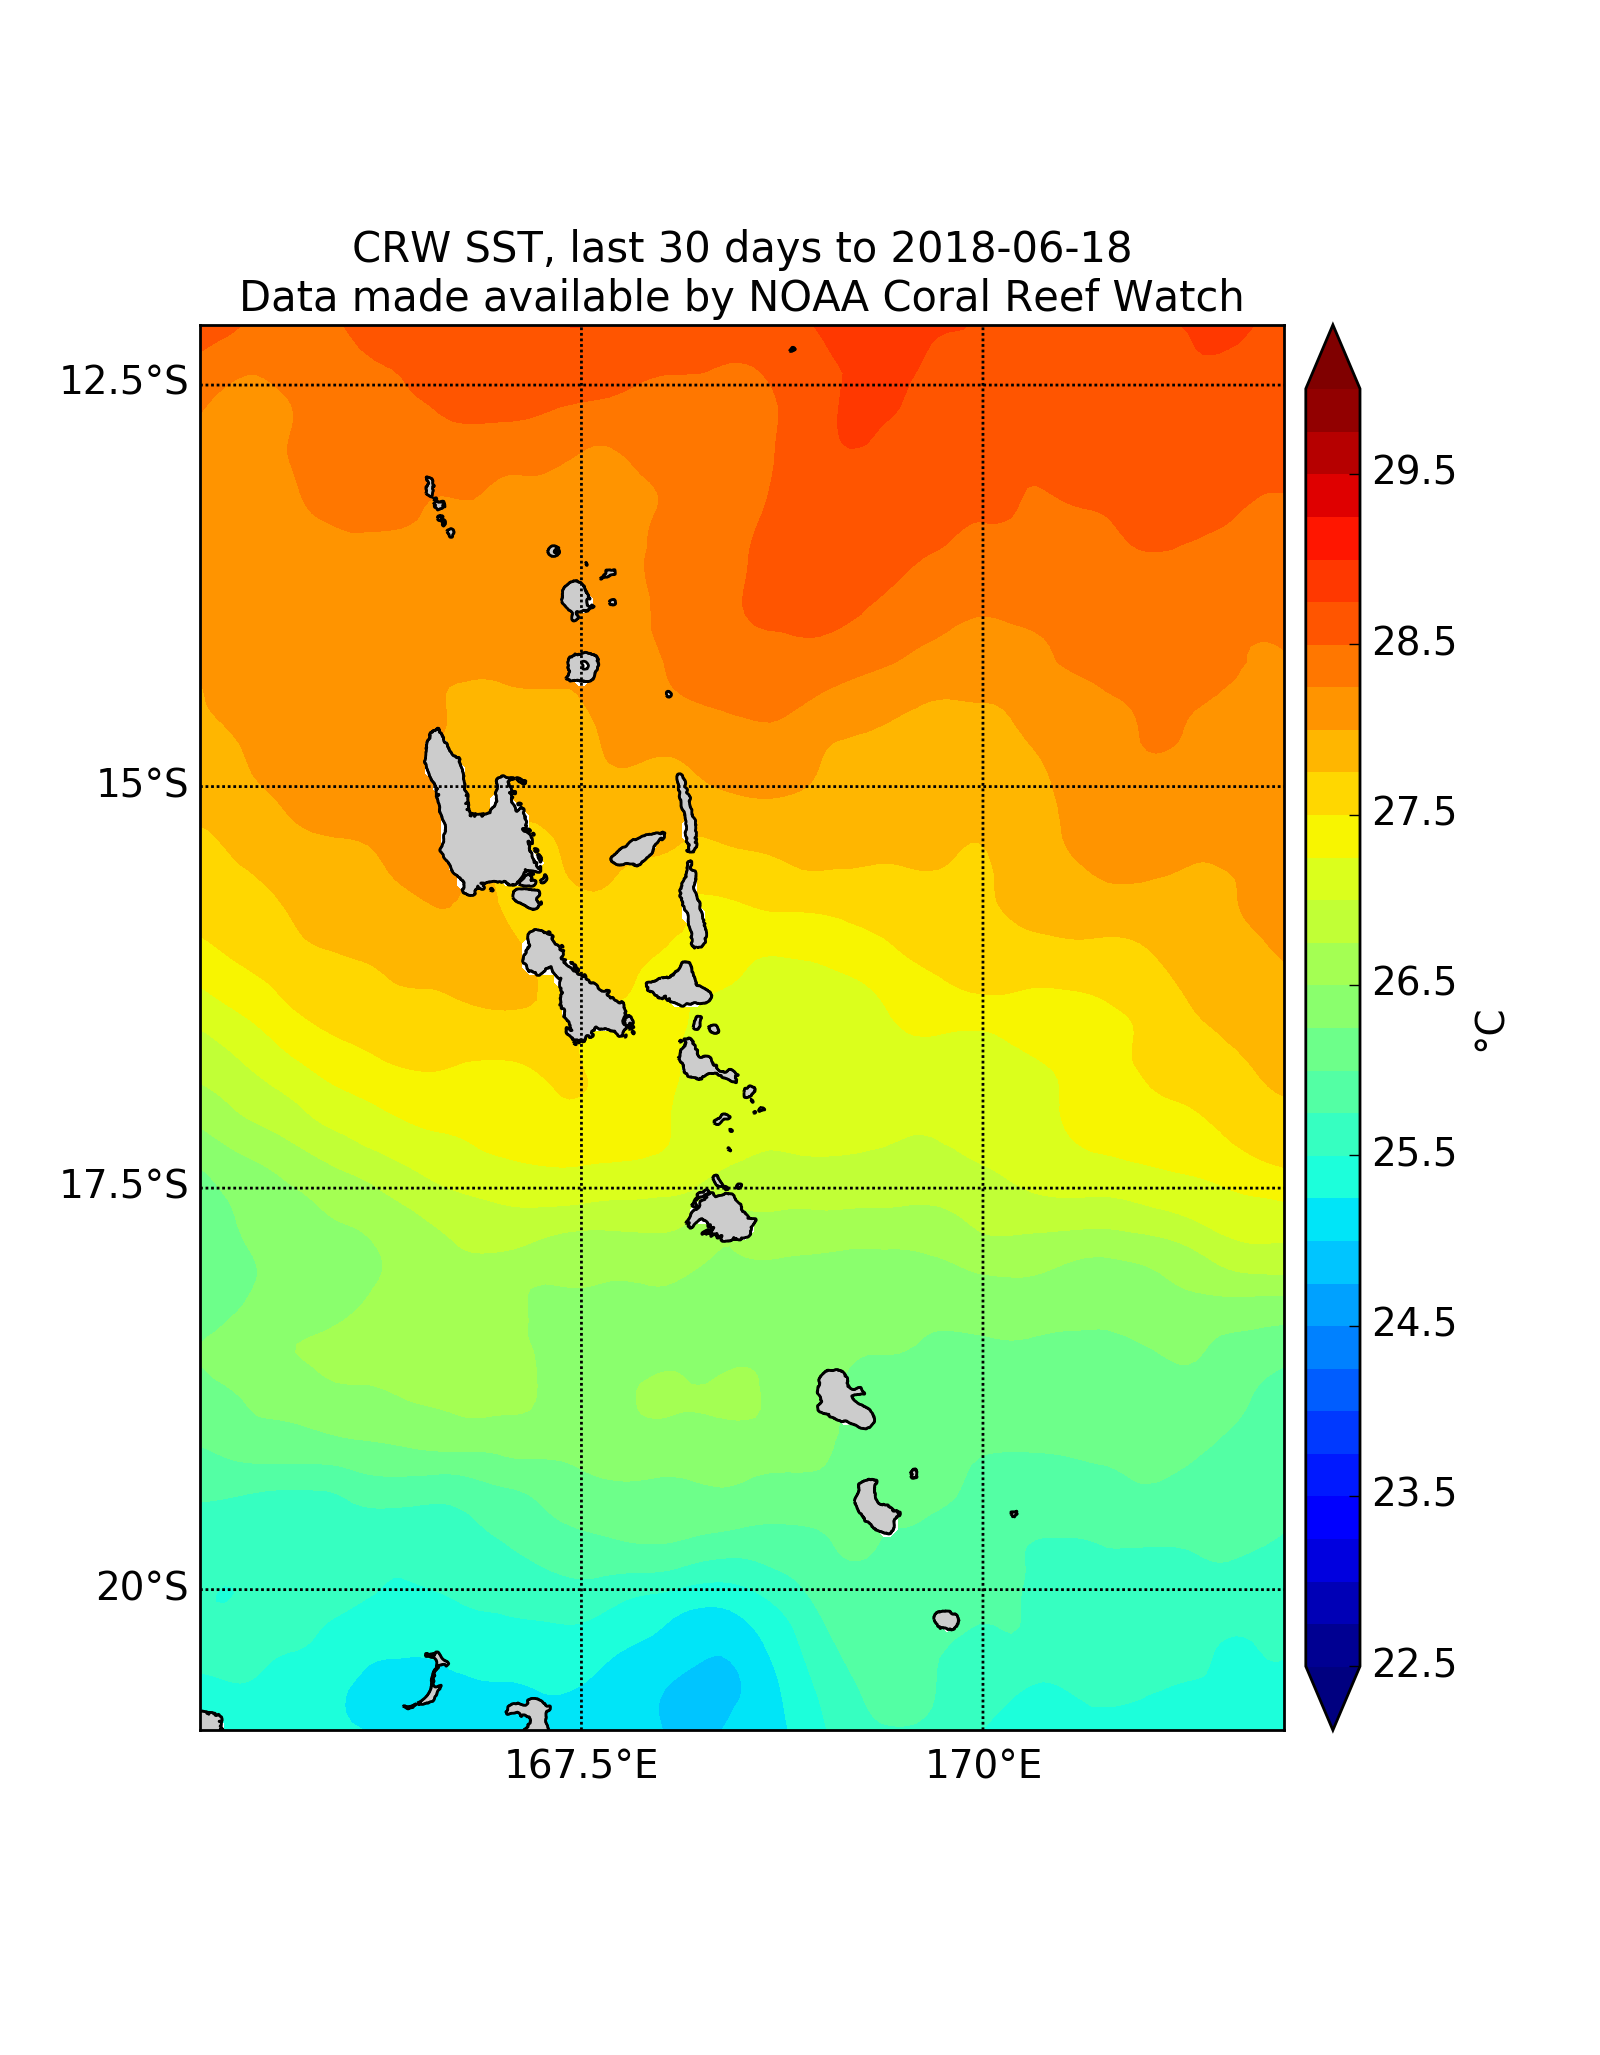 CRW SST, last 30 days to 2018-06-18
Data made available by NOAA Coral Reef Watch
12.5°S
15°S
17.5°S
20°S
167.5°E
170°E
29.5
28.5
27.5
26.5
25.5
24.5
23.5
22.5
°C